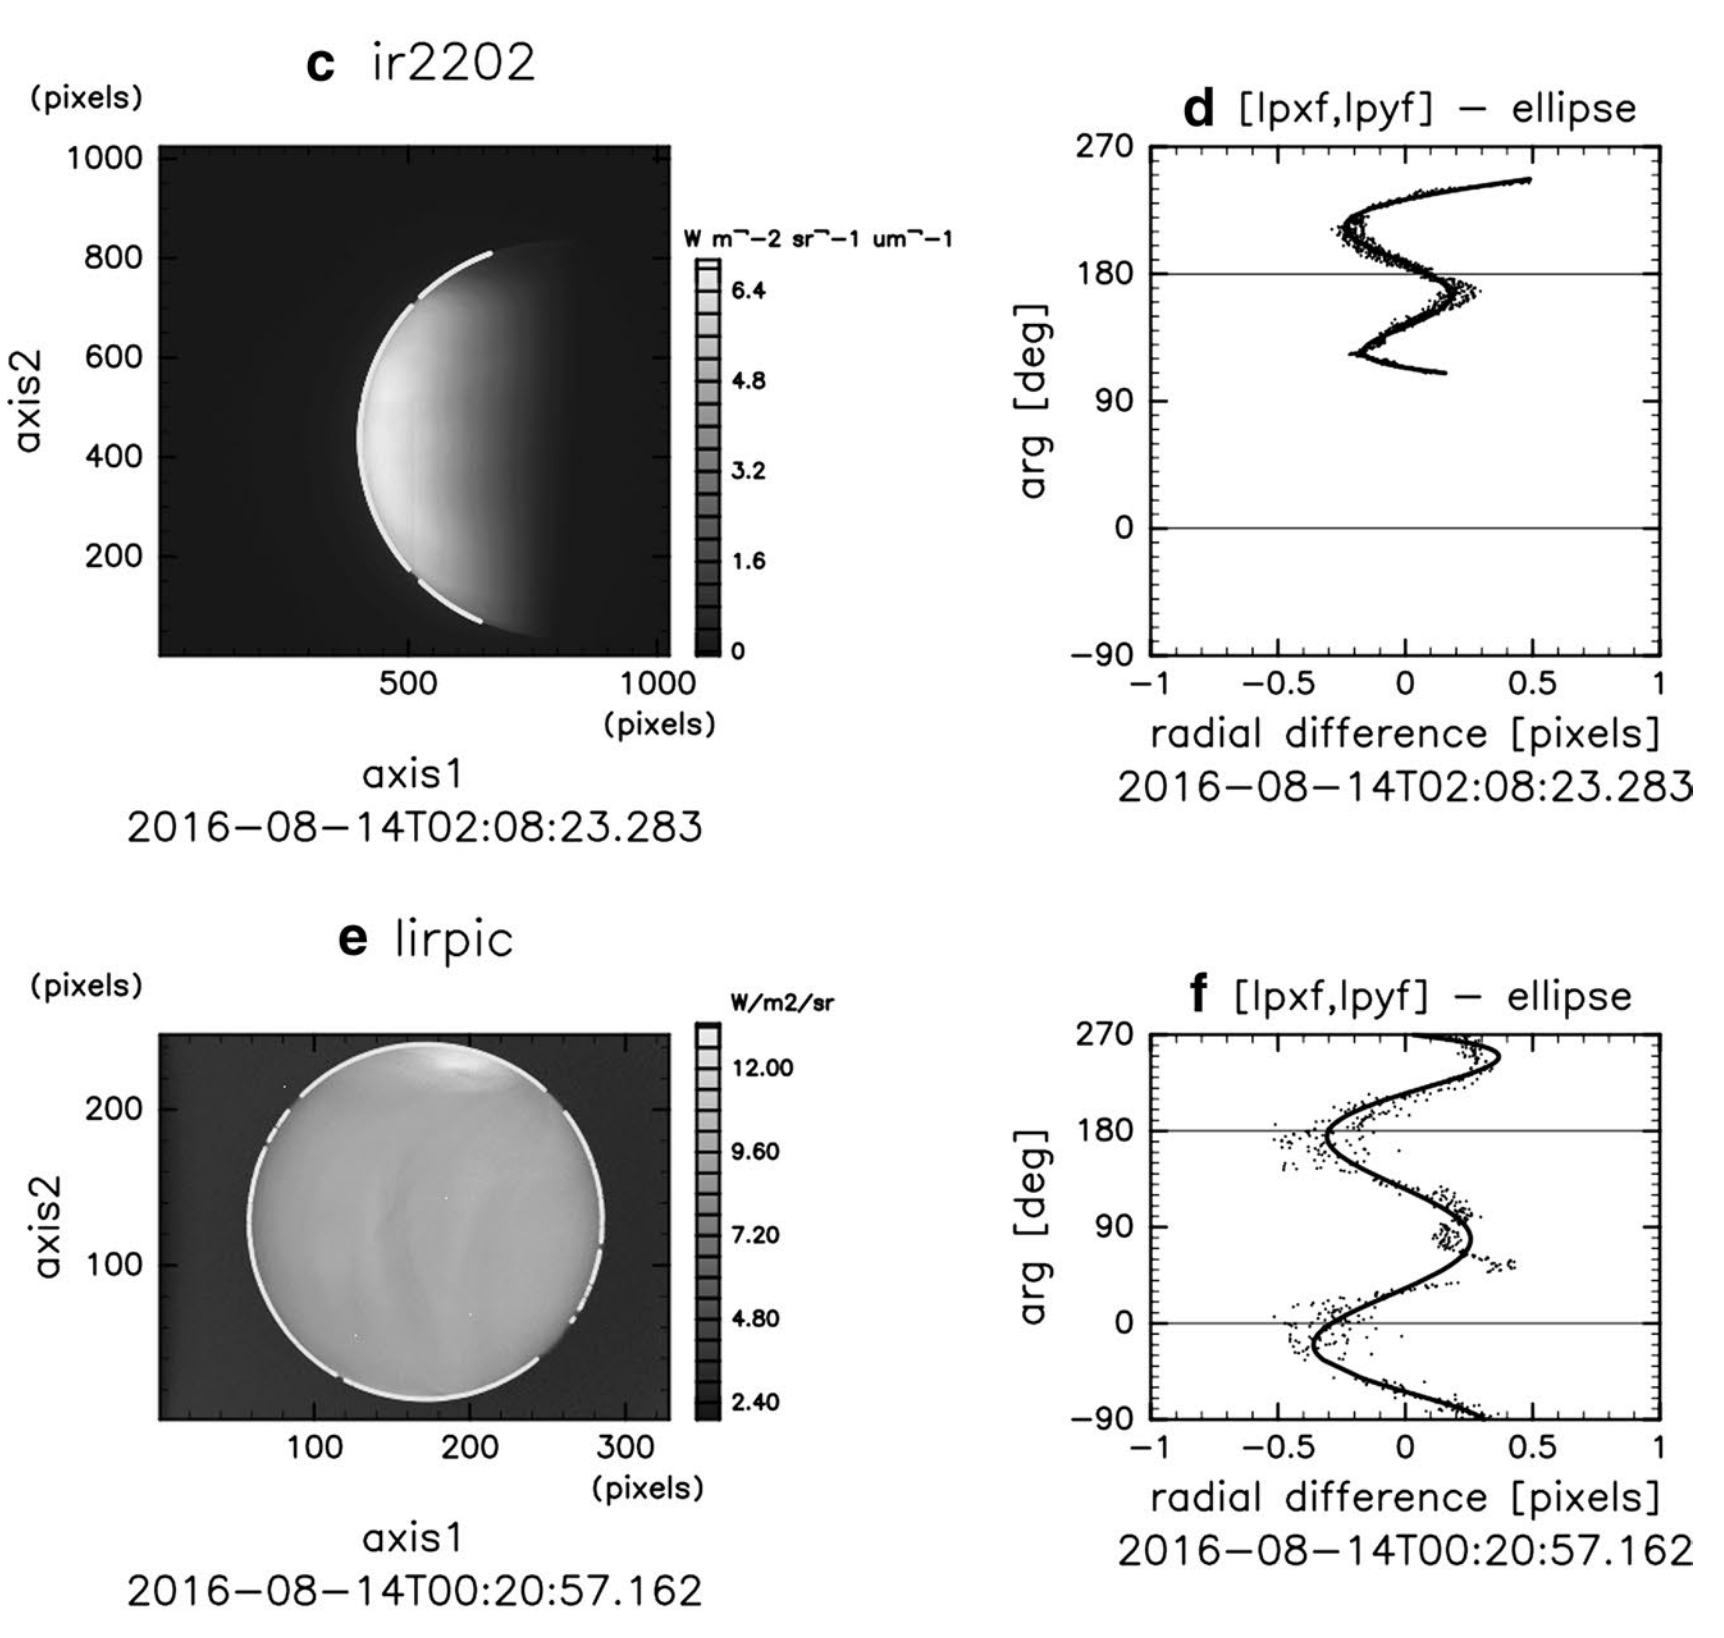 c ir2202
(pixels)
1000
800
600
400
200
axis2
500 1000
(pixels)
axis1
2016−08−14T02:08:23.283
W m¬−2 sr¬−1 um¬−1
6.4
4.8
3.2
1.6
0
d [lpxf,lpyf] − ellipse
270
180
90
0
−90
arg [deg]
−1 −0.5 0 0.5 1
radial difference [pixels]
2016−08−14T02:08:23.283
e lirpic
(pixels)
200
100
axis2
100 200 300
(pixels)
axis1
2016−08−14T00:20:57.162
W/m2/sr
12.00
9.60
7.20
4.80
2.40
f [lpxf,lpyf] − ellipse
270
180
90
0
−90
arg [deg]
−1 −0.5 0 0.5 1
radial difference [pixels]
2016−08−14T00:20:57.162